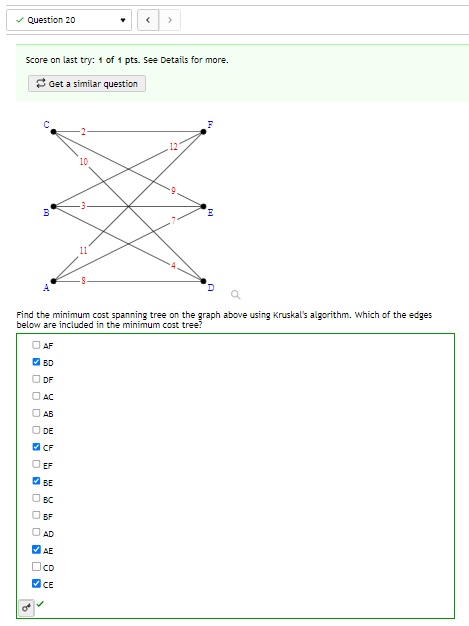 Question 20
Score on last try: 1 of 1 pts. See Details for more.
Get a similar question
C
F
2
12
10
9
B
3
E
7
11
4
A
8
D
Find the minimum cost spanning tree on the graph above using Kruskal's algorithm. Which of the edges
below are included in the minimum cost tree?
AF
BD
DF
AC
AB
DE
CF
EF
BE
BC
BF
AD
AE
CD
CE